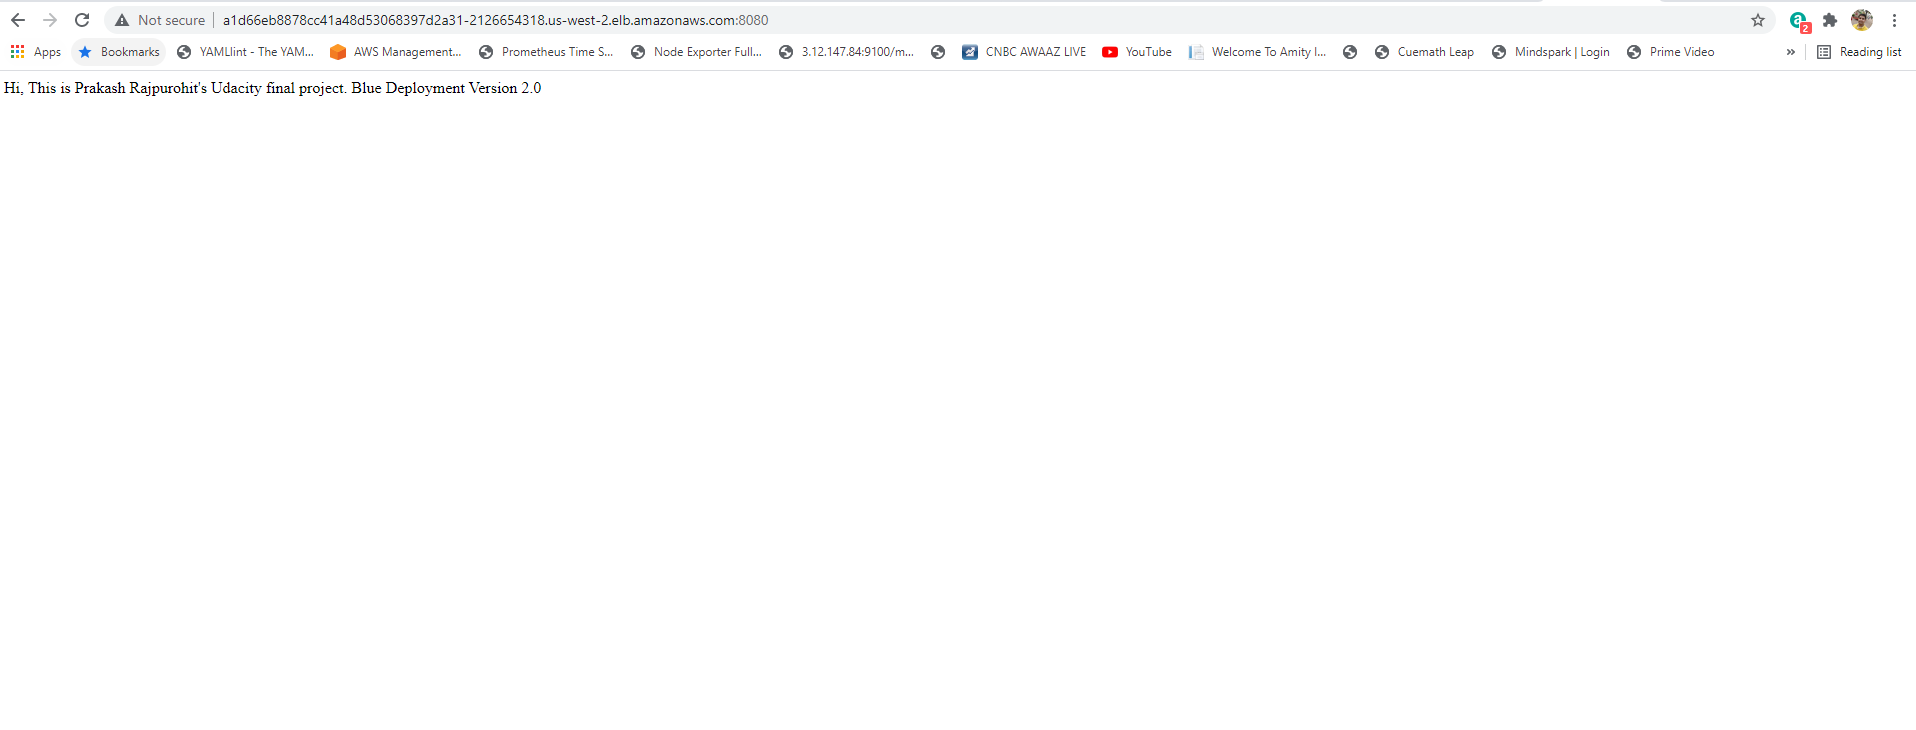 Not secure a1d66eb8878cc41a48d53068397d2a31-2126654318.us-west-2.elb.amazonaws.com:8080
2
Apps Bookmarks YAMLlint - The YAM... AWS Management... Prometheus Time S... Node Exporter Full... 3.12.147.84:9100/m... CNBC AWAAZ LIVE YouTube Welcome To Amity I... Cuemath Leap Mindspark | Login Prime Video » Reading list
Hi, This is Prakash Rajpurohit's Udacity final project. Blue Deployment Version 2.0